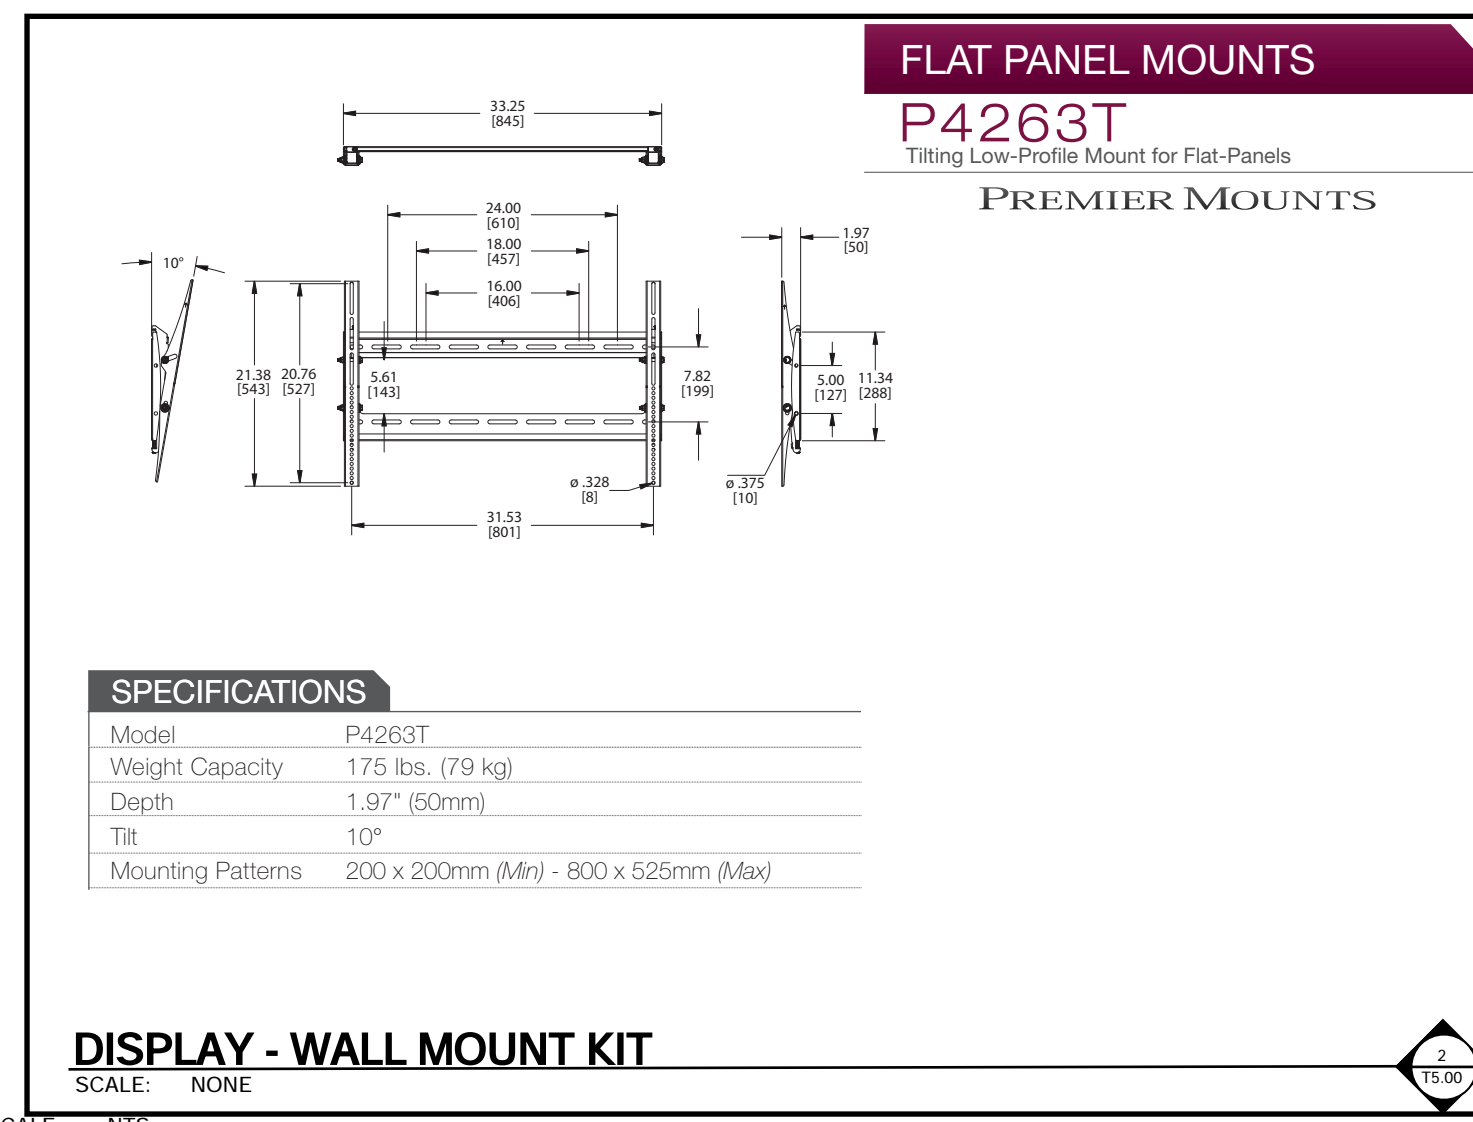 FLAT PANEL MOUNTS
P4263T
Tilting Low-Profile Mount for Flat-Panels
PREMIER MOUNTS
33.25
[845]
24.00
[610]
18.00
[457]
16.00
[406]
10°
1.97
[50]
21.38
[543]
20.76
[527]
5.61
[143]
7.82
[199]
5.00
[127]
11.34
[288]
ø .328
[8]
ø .375
[10]
31.53
[801]
SPECIFICATIONS
Model P4263T
Weight Capacity 175 lbs. (79 kg)
Depth 1.97" (50mm)
Tilt 10°
Mounting Patterns 200 x 200mm (Min) - 800 x 525mm (Max)
DISPLAY - WALL MOUNT KIT
SCALE: NONE
2
T5.00